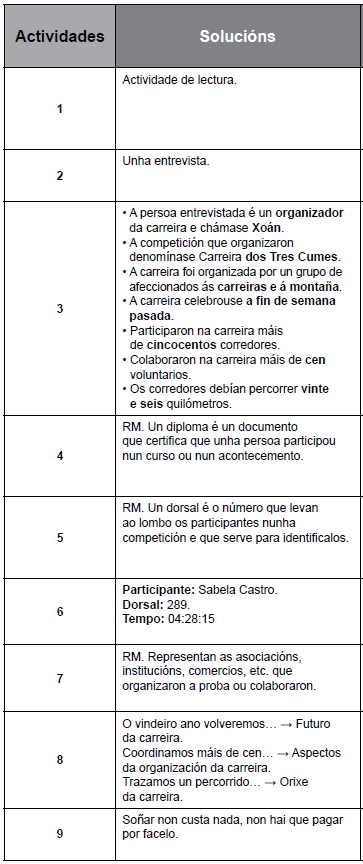 Actividades Solucións
1 Actividade de lectura.
2 Unha entrevista.
3
• A persoa entrevistada é un organizador
da carreira e chámase Xoán.
• A competición que organizaron
denomínase Carreira dos Tres Cumes.
• A carreira foi organizada por un grupo de
afeccionados ás carreiras e á montaña.
• A carreira celebrouse a fin de semana
pasada.
• Participaron na carreira máis
de cincocentos corredores.
• Colaboraron na carreira máis de cen
voluntarios.
• Os corredores debían percorrer vinte
e seis quilómetros.
4
RM. Un diploma é un documento
que certifica que unha persoa participou
nun curso ou nun acontecemento.
5
RM. Un dorsal é o número que levan
ao lombo os participantes nunha
competición e que serve para identificalos.
6
Participante: Sabela Castro.
Dorsal: 289.
Tempo: 04:28:15
7
RM. Representan as asociacións,
institucións, comercios, etc. que
organizaron a proba ou colaboraron.
8
O vindeiro ano volveremos… → Futuro
da carreira.
Coordinamos máis de cen… → Aspectos
da organización da carreira.
Trazamos un percorrido… → Orixe
da carreira.
9
Soñar non custa nada, non hai que pagar
por facelo.